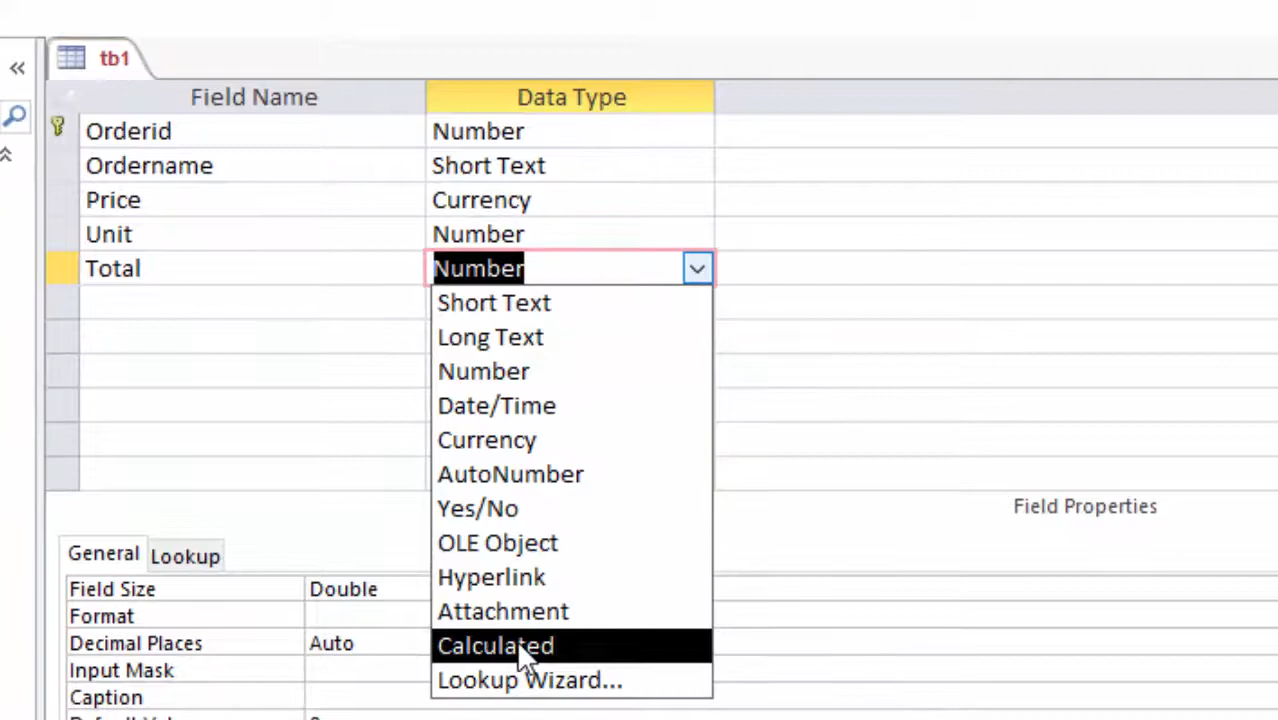 tb1
Field Name Data Type
Orderid Number
Ordername Short Text
Price Currency
Unit Number
Total Number
Short Text
Long Text
Number
Date/Time
Currency
AutoNumber
Yes/No
OLE Object
Hyperlink
Attachment
Calculated
Lookup Wizard...
Field Properties
General Lookup
Field Size Double
Format
Decimal Places Auto
Input Mask
Caption